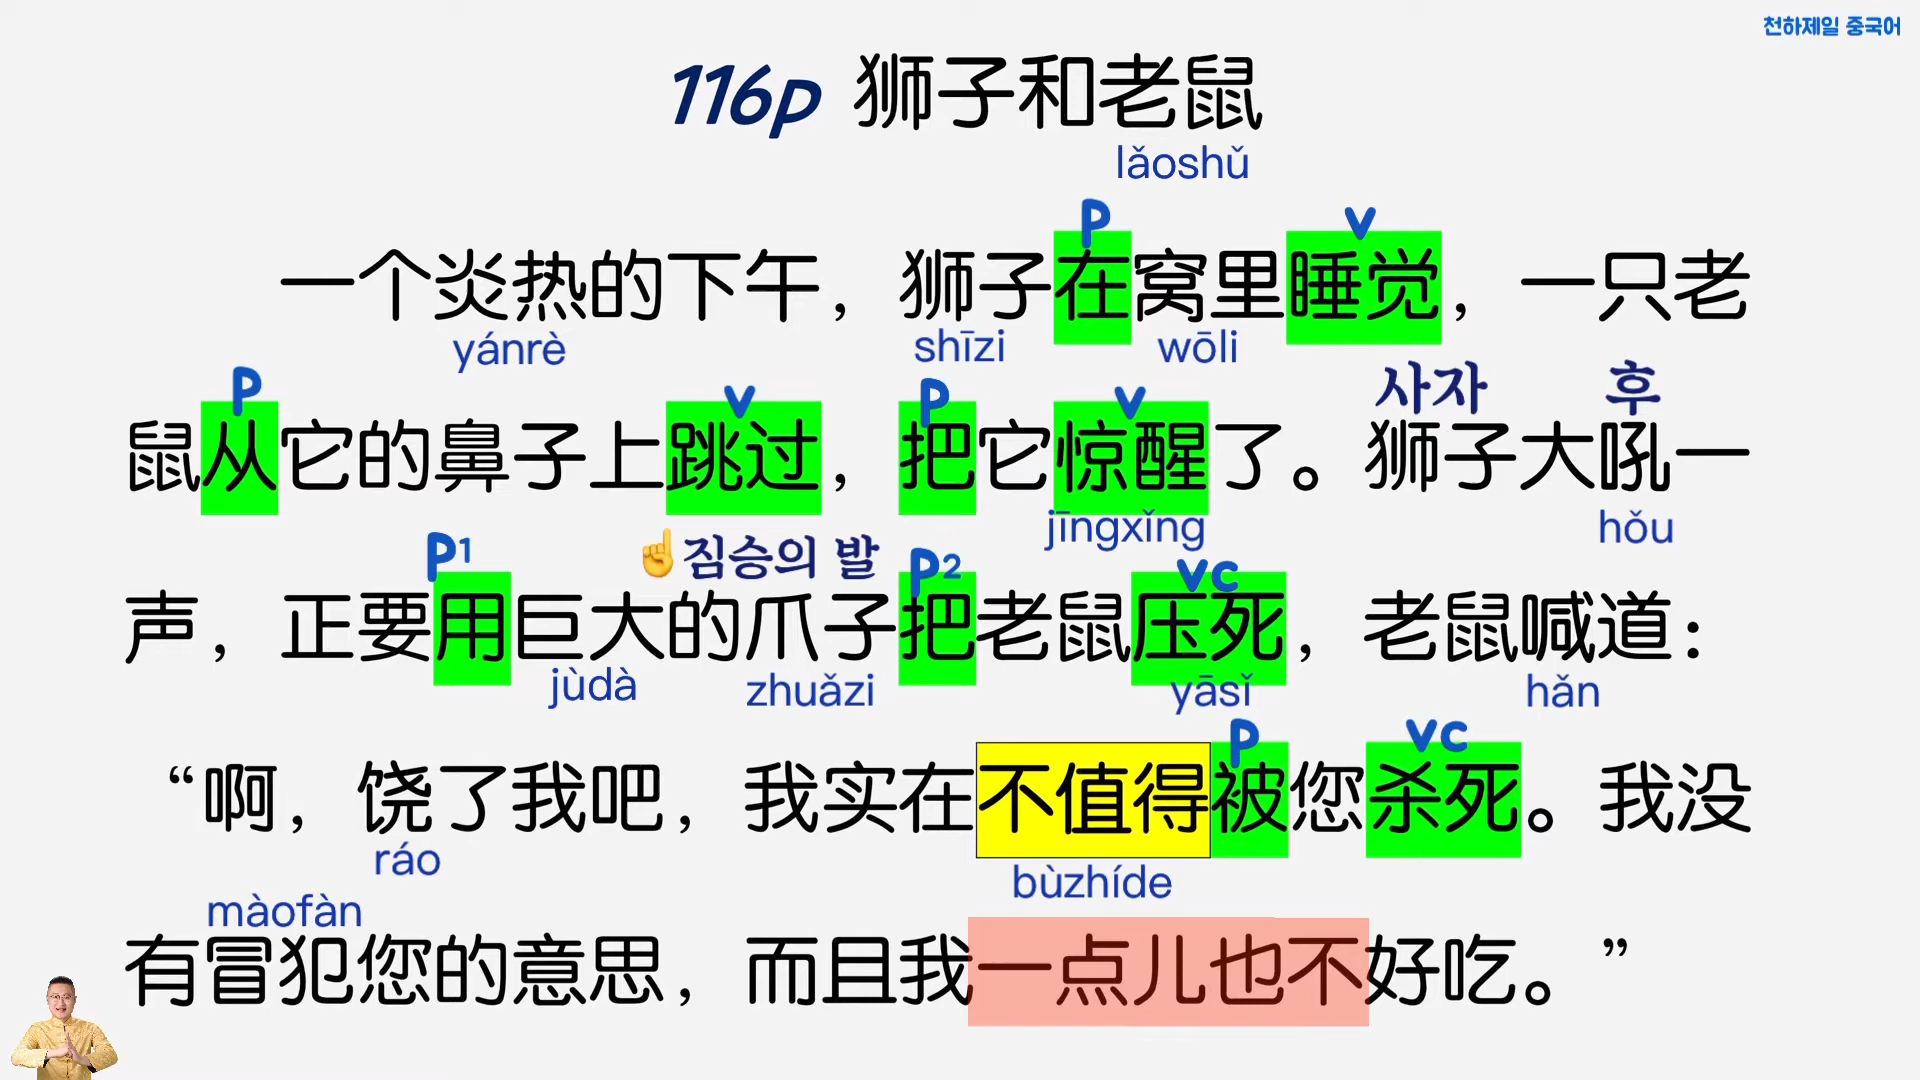 천하제일 중국어
116p 狮子和老鼠
lǎoshǔ
P V
一个炎热的下午，狮子在窝里睡觉，一只老
yánrè shīzi wōli
P V P V 사자 후
鼠从它的鼻子上跳过，把它惊醒了。狮子大吼一
jīngxǐng hǒu
P1 ☝짐승의 발 P2 VC
声，正要用巨大的爪子把老鼠压死，老鼠喊道：
jùdà zhuǎzi yāsǐ hǎn
P VC
“啊，饶了我吧，我实在不值得被您杀死。我没
ráo bùzhíde
màofàn
有冒犯您的意思，而且我一点儿也不好吃。”